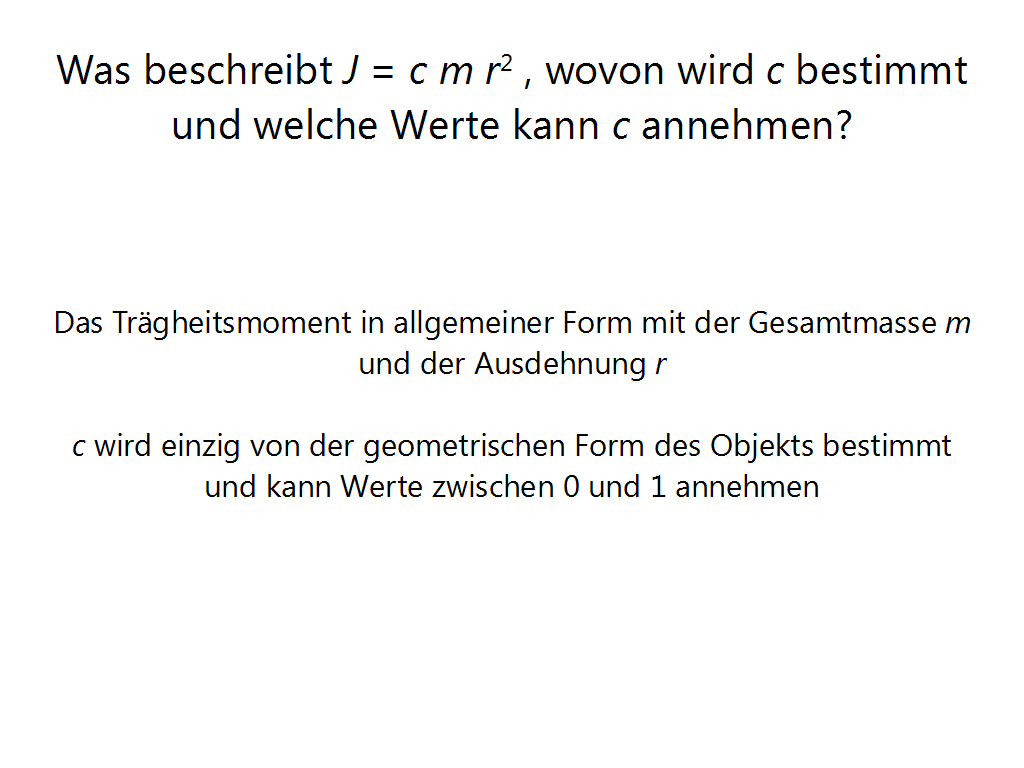 Was beschreibt J = c m r² , wovon wird c bestimmt
und welche Werte kann c annehmen?
Das Trägheitsmoment in allgemeiner Form mit der Gesamtmasse m
und der Ausdehnung r
c wird einzig von der geometrischen Form des Objekts bestimmt
und kann Werte zwischen 0 und 1 annehmen